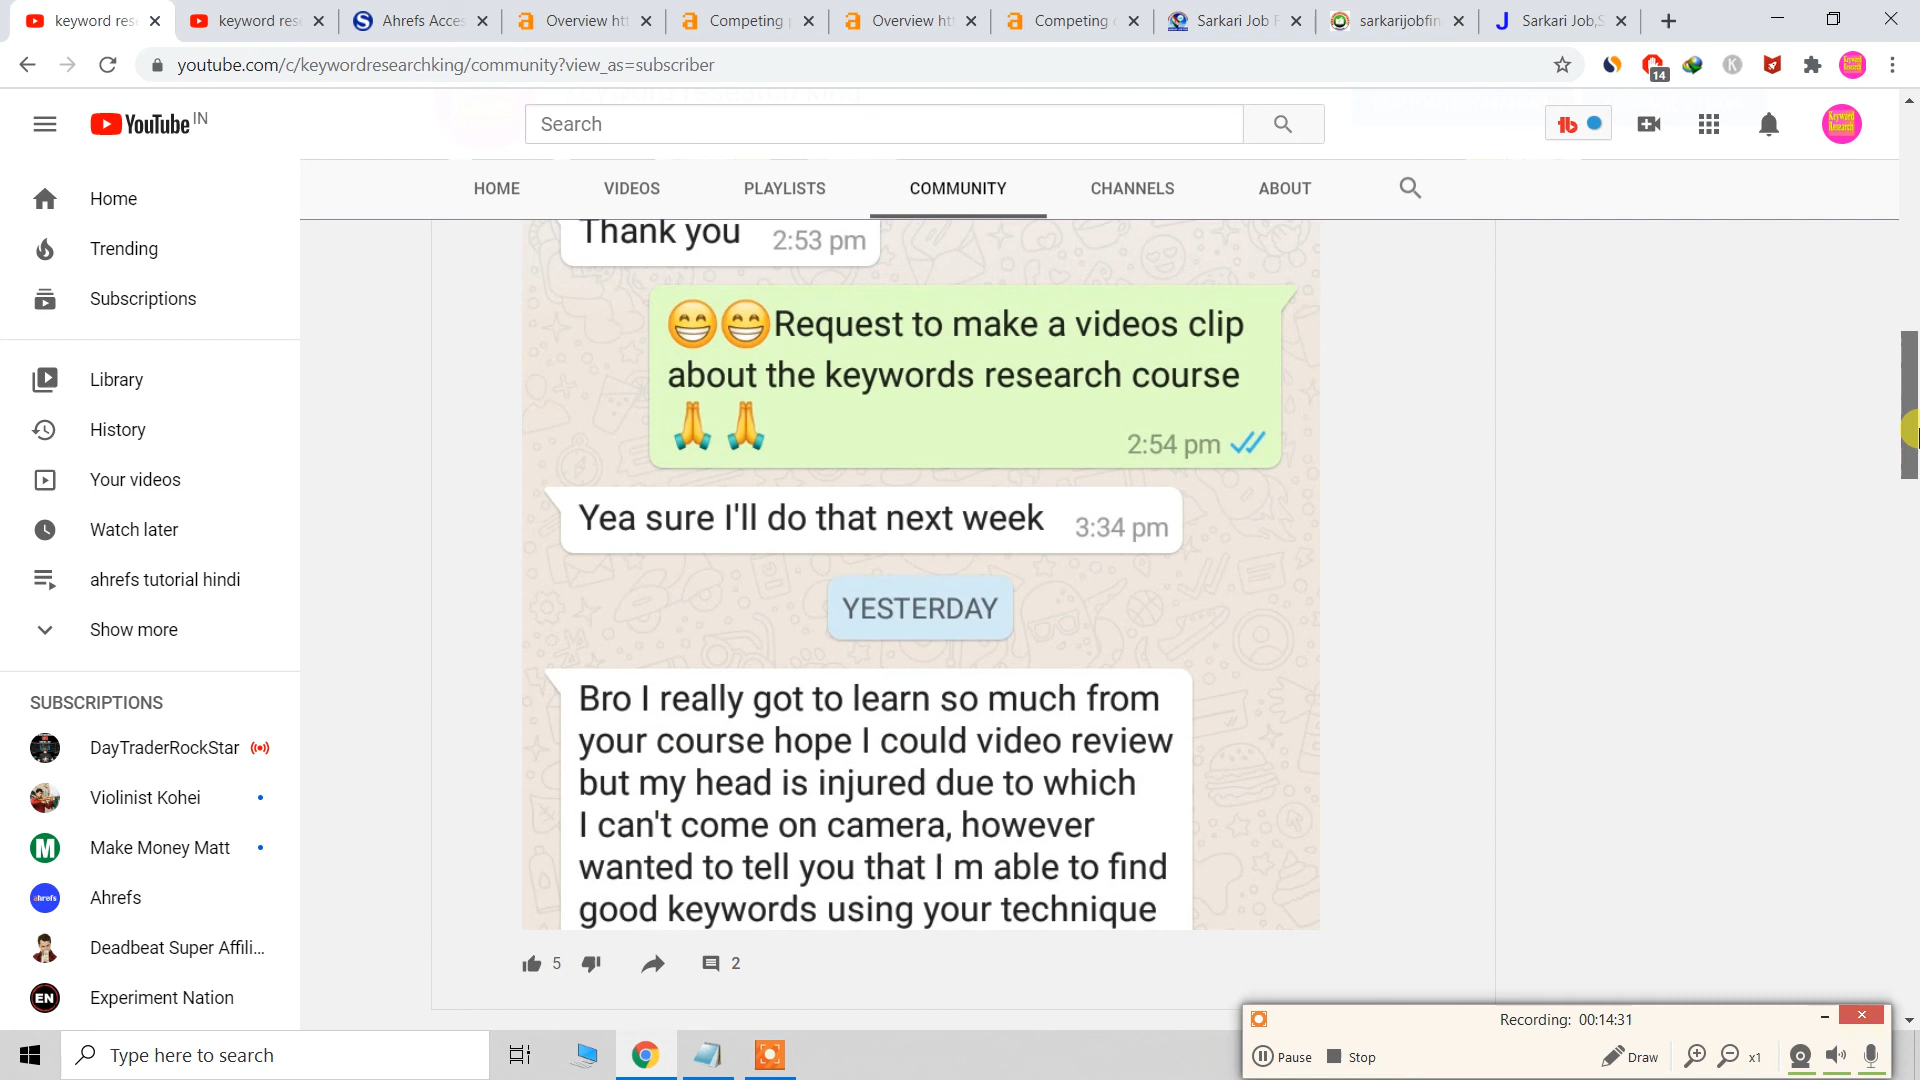 keyword res
keyword rese
Ahrefs Acces
Overview htt
Competing
Overview htt
Competing
Sarkari Job F
sarkarijobfin
Sarkari Job,S
youtube.com/c/keywordresearchking/community?view_as=subscriber
14
YouTube IN
Search
Keyword Research
HOME VIDEOS PLAYLISTS COMMUNITY CHANNELS ABOUT
Home
Trending
Subscriptions
Library
History
Your videos
Watch later
ahrefs tutorial hindi
Show more
SUBSCRIPTIONS
DayTraderRockStar
Violinist Kohei
Make Money Matt
Ahrefs
Deadbeat Super Affili...
Experiment Nation
Thank you 2:53 pm
😁😁Request to make a videos clip
about the keywords research course
🙏🙏 2:54 pm
Yea sure I'll do that next week 3:34 pm
YESTERDAY
Bro I really got to learn so much from
your course hope I could video review
but my head is injured due to which
I can't come on camera, however
wanted to tell you that I m able to find
good keywords using your technique
5 2
Recording: 00:14:31
Pause Stop Draw x1
Type here to search